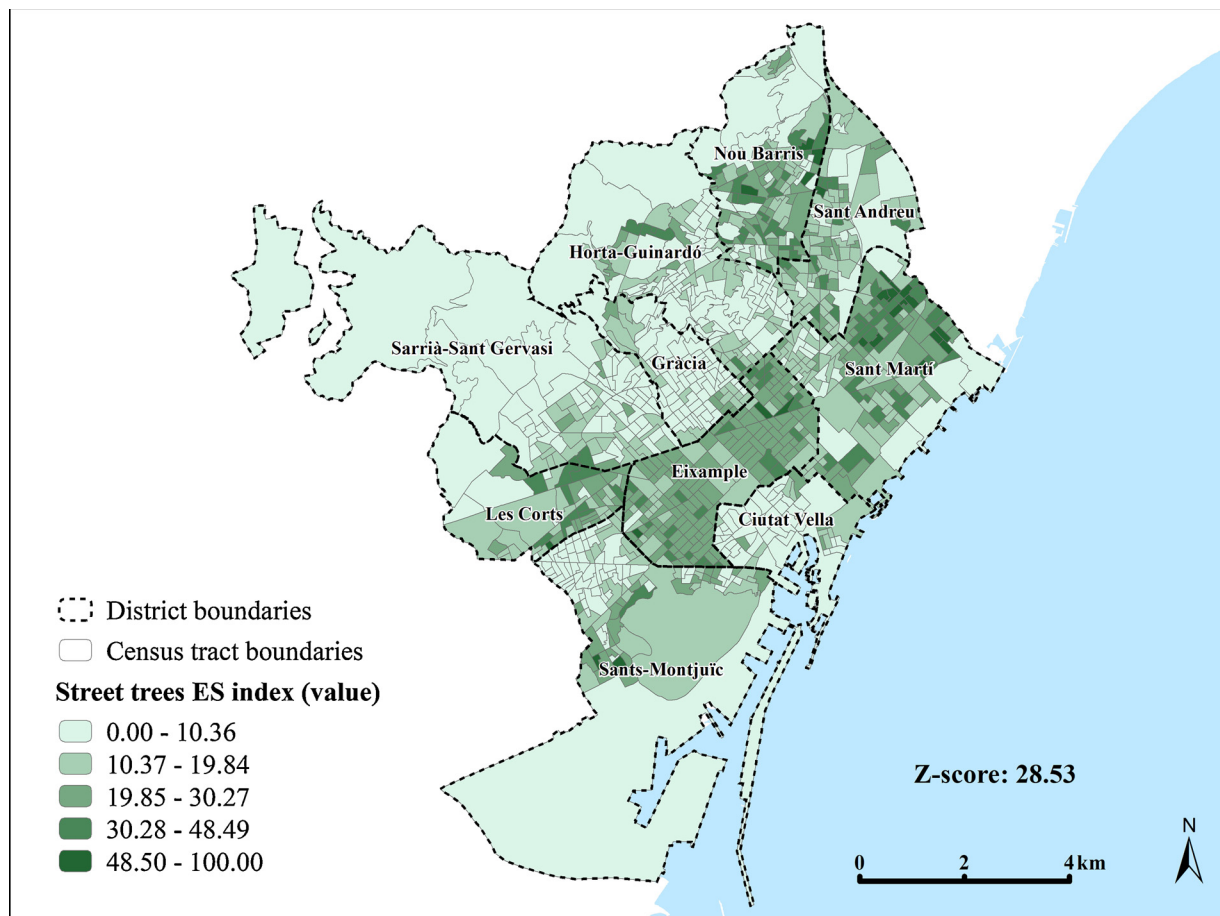 Nou Barris
Sant Andreu
Horta-Guinardó
Sarrià-Sant Gervasi
Gràcia
Sant Martí
Eixample
Les Corts
Ciutat Vella
Sants-Montjuïc
District boundaries
Census tract boundaries
Street trees ES index (value)
0.00 - 10.36
10.37 - 19.84
19.85 - 30.27
30.28 - 48.49
48.50 - 100.00
Z-score: 28.53
N
0 2 4 km